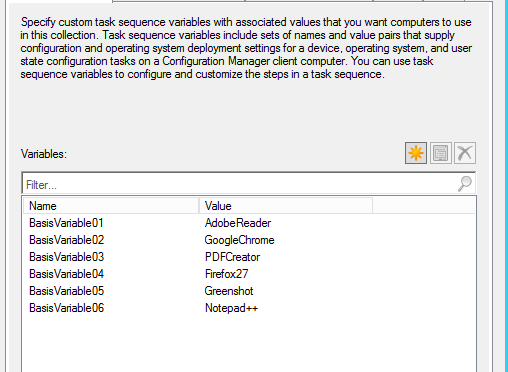 Specify custom task sequence variables with associated values that you want computers to use
in this collection. Task sequence variables include sets of names and value pairs that supply
configuration and operating system deployment settings for a device, operating system, and user
state configuration tasks on a Configuration Manager client computer. You can use task
sequence variables to configure and customize the steps in a task sequence.
Variables:
Filter...
Name Value
BasisVariable01 AdobeReader
BasisVariable02 GoogleChrome
BasisVariable03 PDFCreator
BasisVariable04 Firefox27
BasisVariable05 Greenshot
BasisVariable06 Notepad++